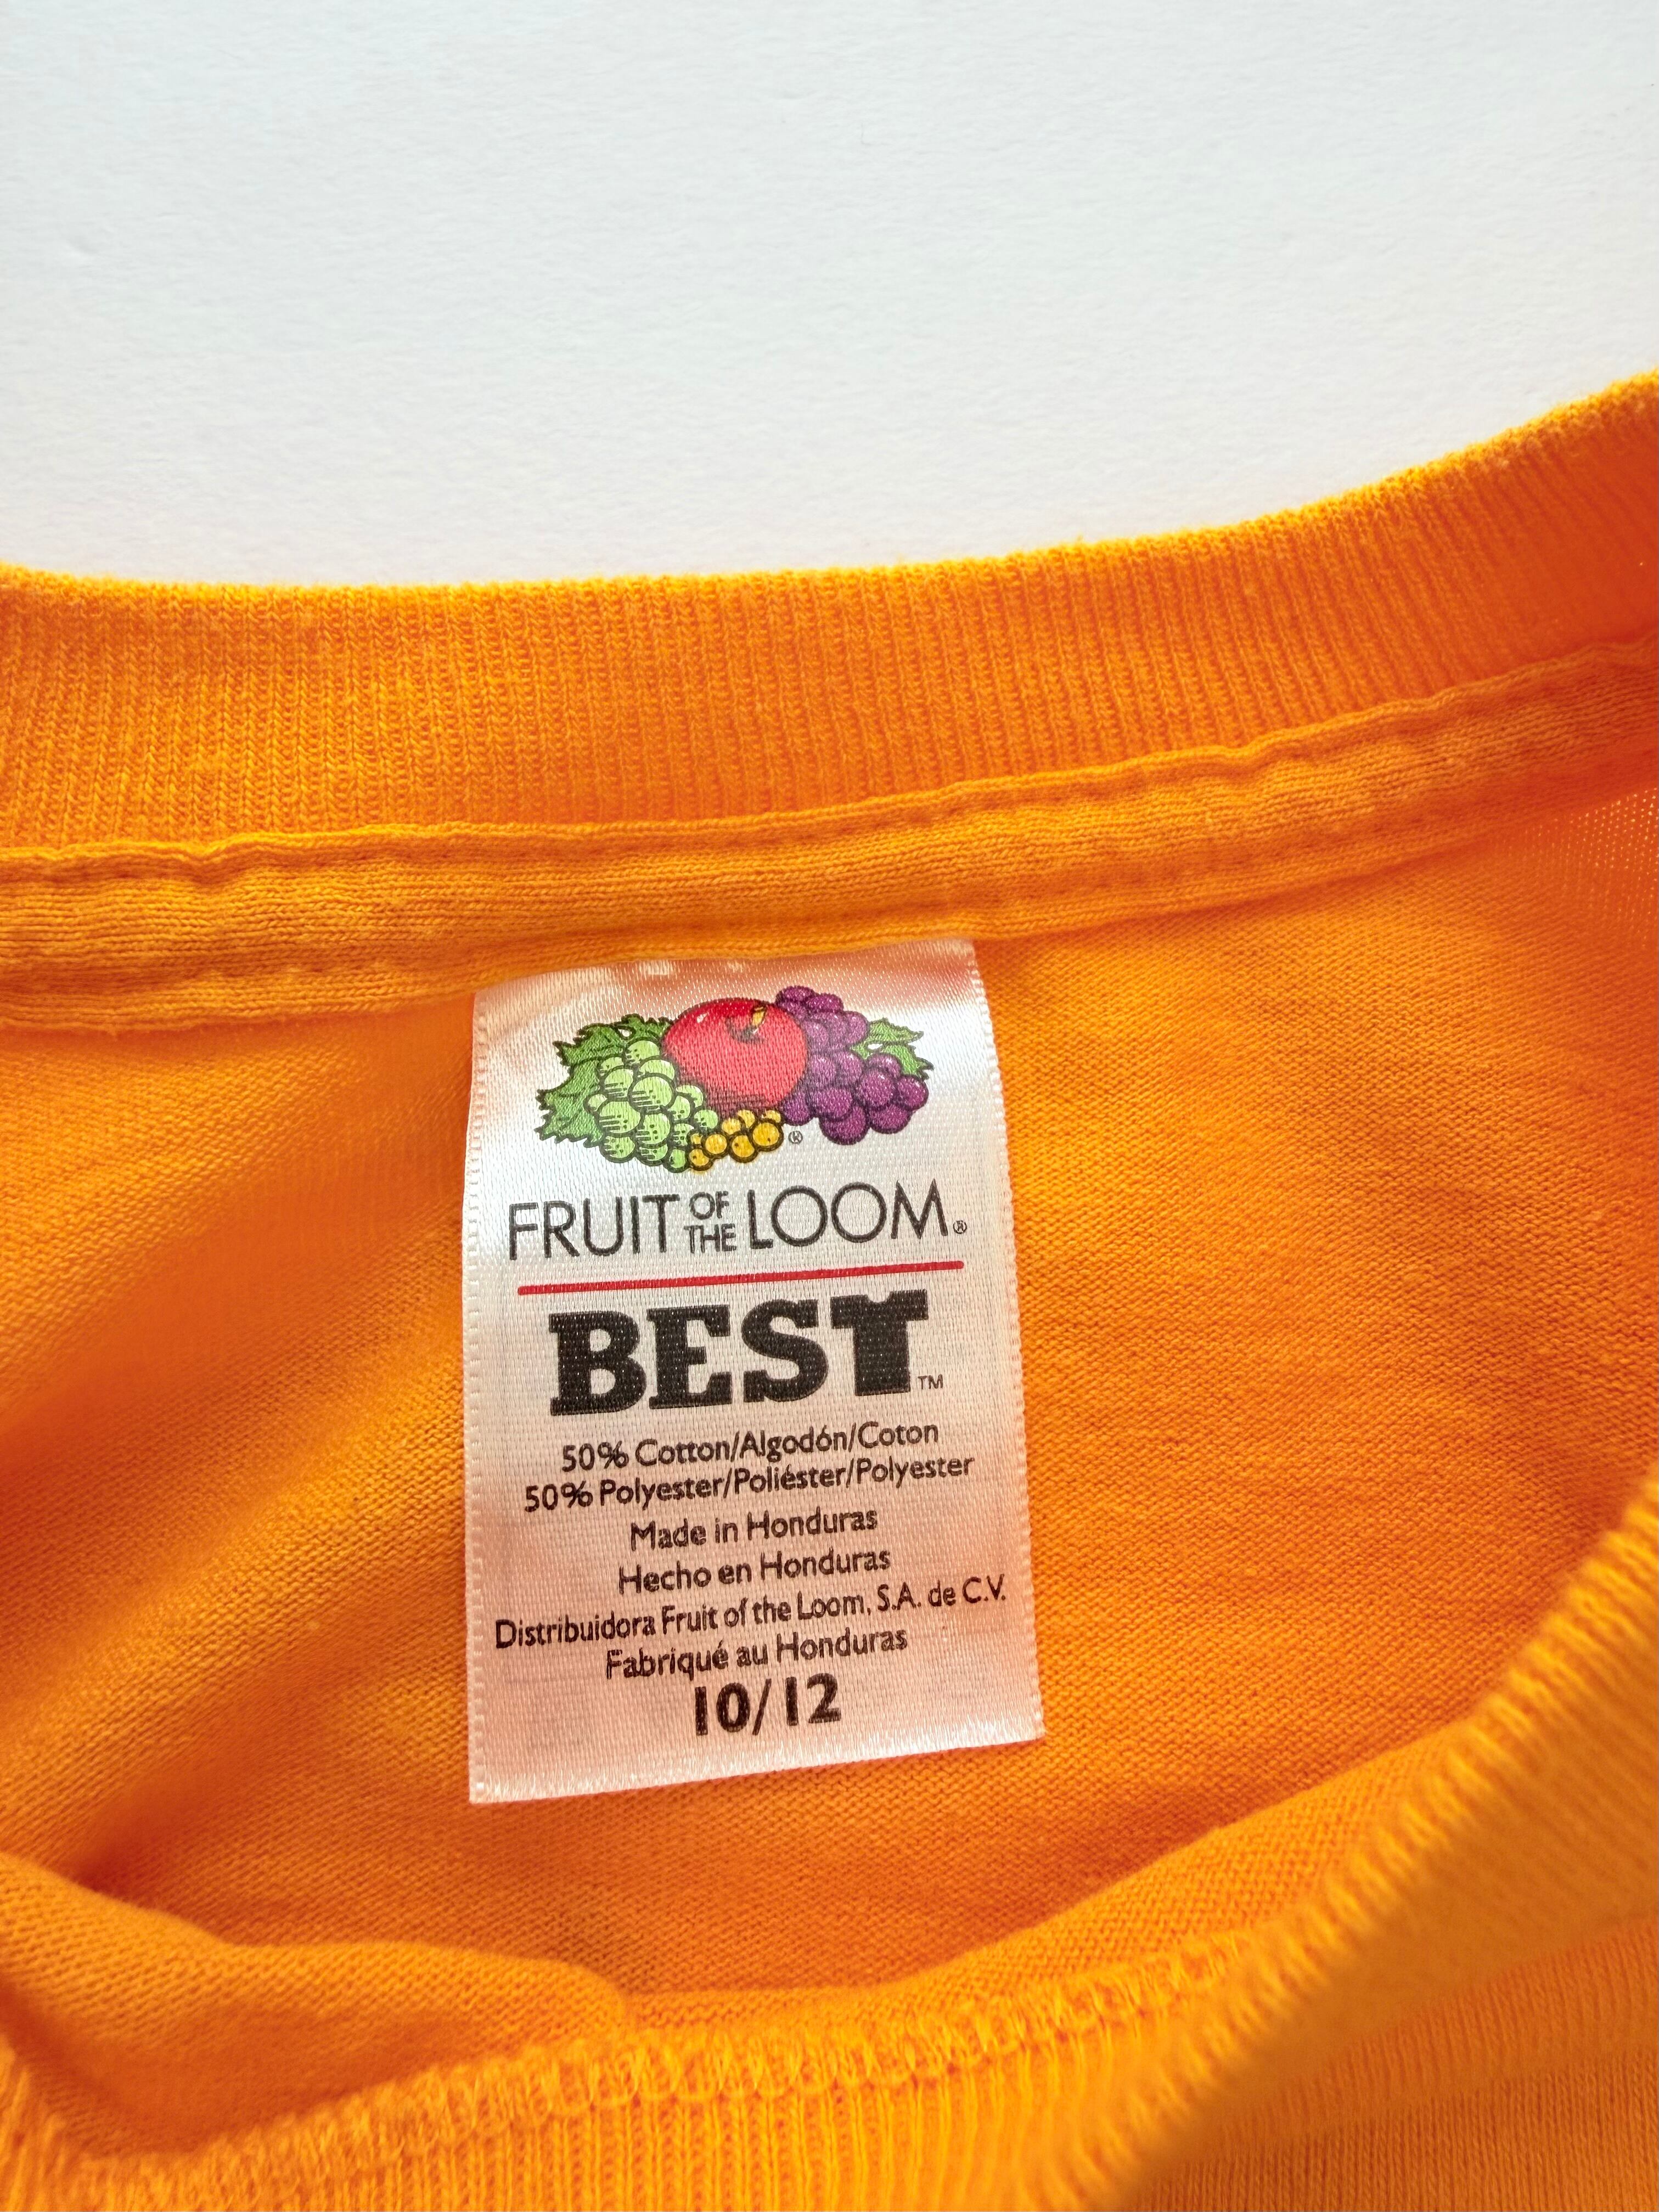 ®
FRUIT OF THE LOOM®
BEST™
50% Cotton/Algodón/Coton
50% Polyester/Poliéster/Polyester
Made in Honduras
Hecho en Honduras
Distribuidora Fruit of the Loom, S.A. de C.V.
Fabriqué au Honduras
10/12